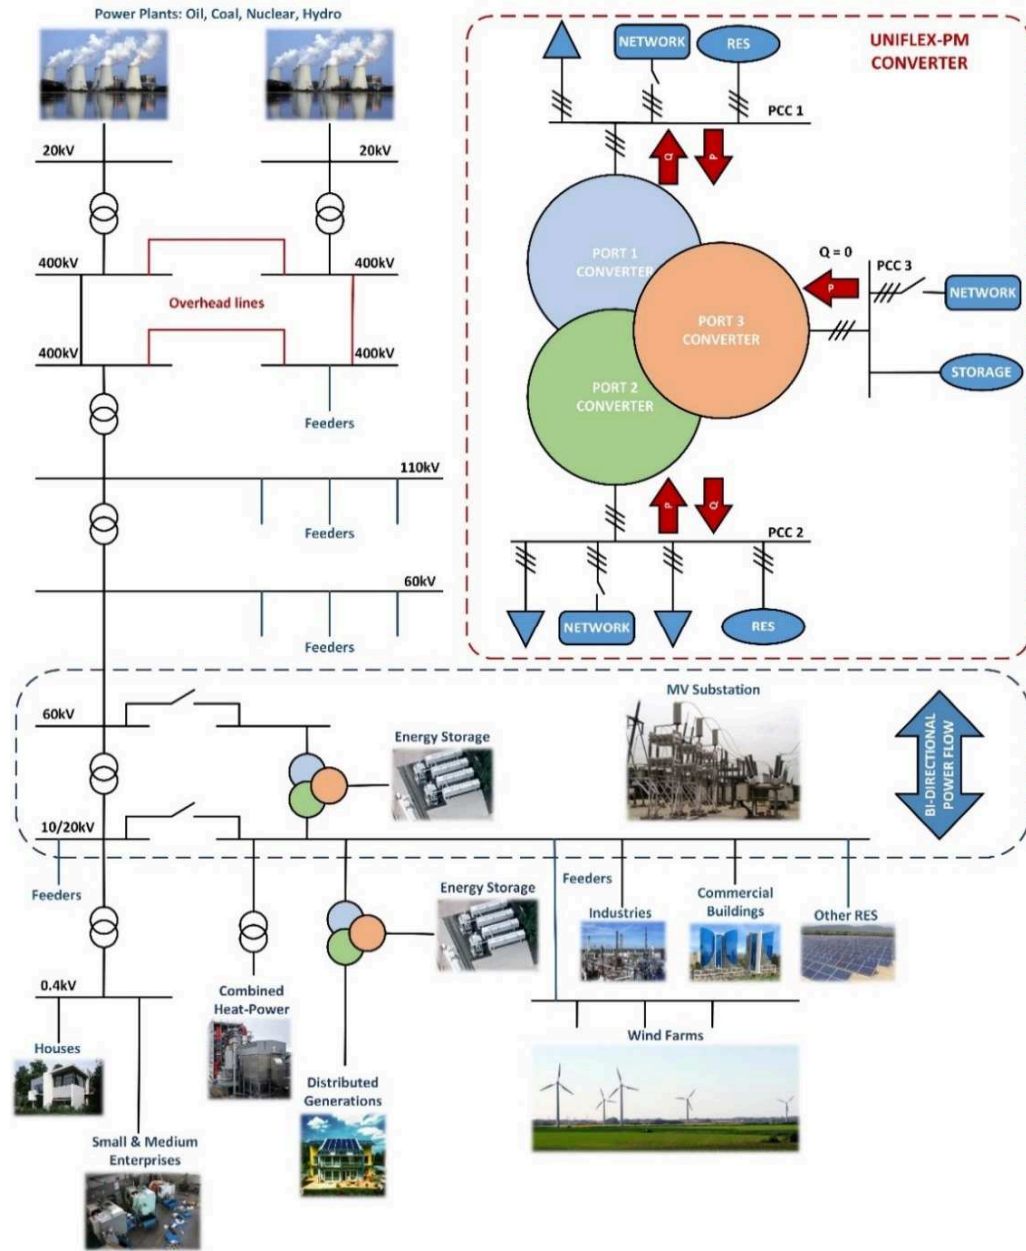 Power Plants: Oil, Coal, Nuclear, Hydro
20kV
20kV
400kV
400kV
Overhead lines
400kV
400kV
Feeders
110kV
Feeders
60kV
Feeders
UNIFLEX-PM
CONVERTER
NETWORK
RES
PCC 1
Q
P
PORT 1
CONVERTER
Q = 0
PCC 3
P
NETWORK
PORT 3
CONVERTER
STORAGE
PORT 2
CONVERTER
P
Q
PCC 2
NETWORK
RES
60kV
Energy Storage
MV Substation
BI-DIRECTIONAL
POWER FLOW
10/20kV
Feeders
Energy Storage
Feeders
Industries
Commercial
Buildings
Other RES
0.4kV
Houses
Combined
Heat-Power
Wind Farms
Distributed
Generations
Small & Medium
Enterprises